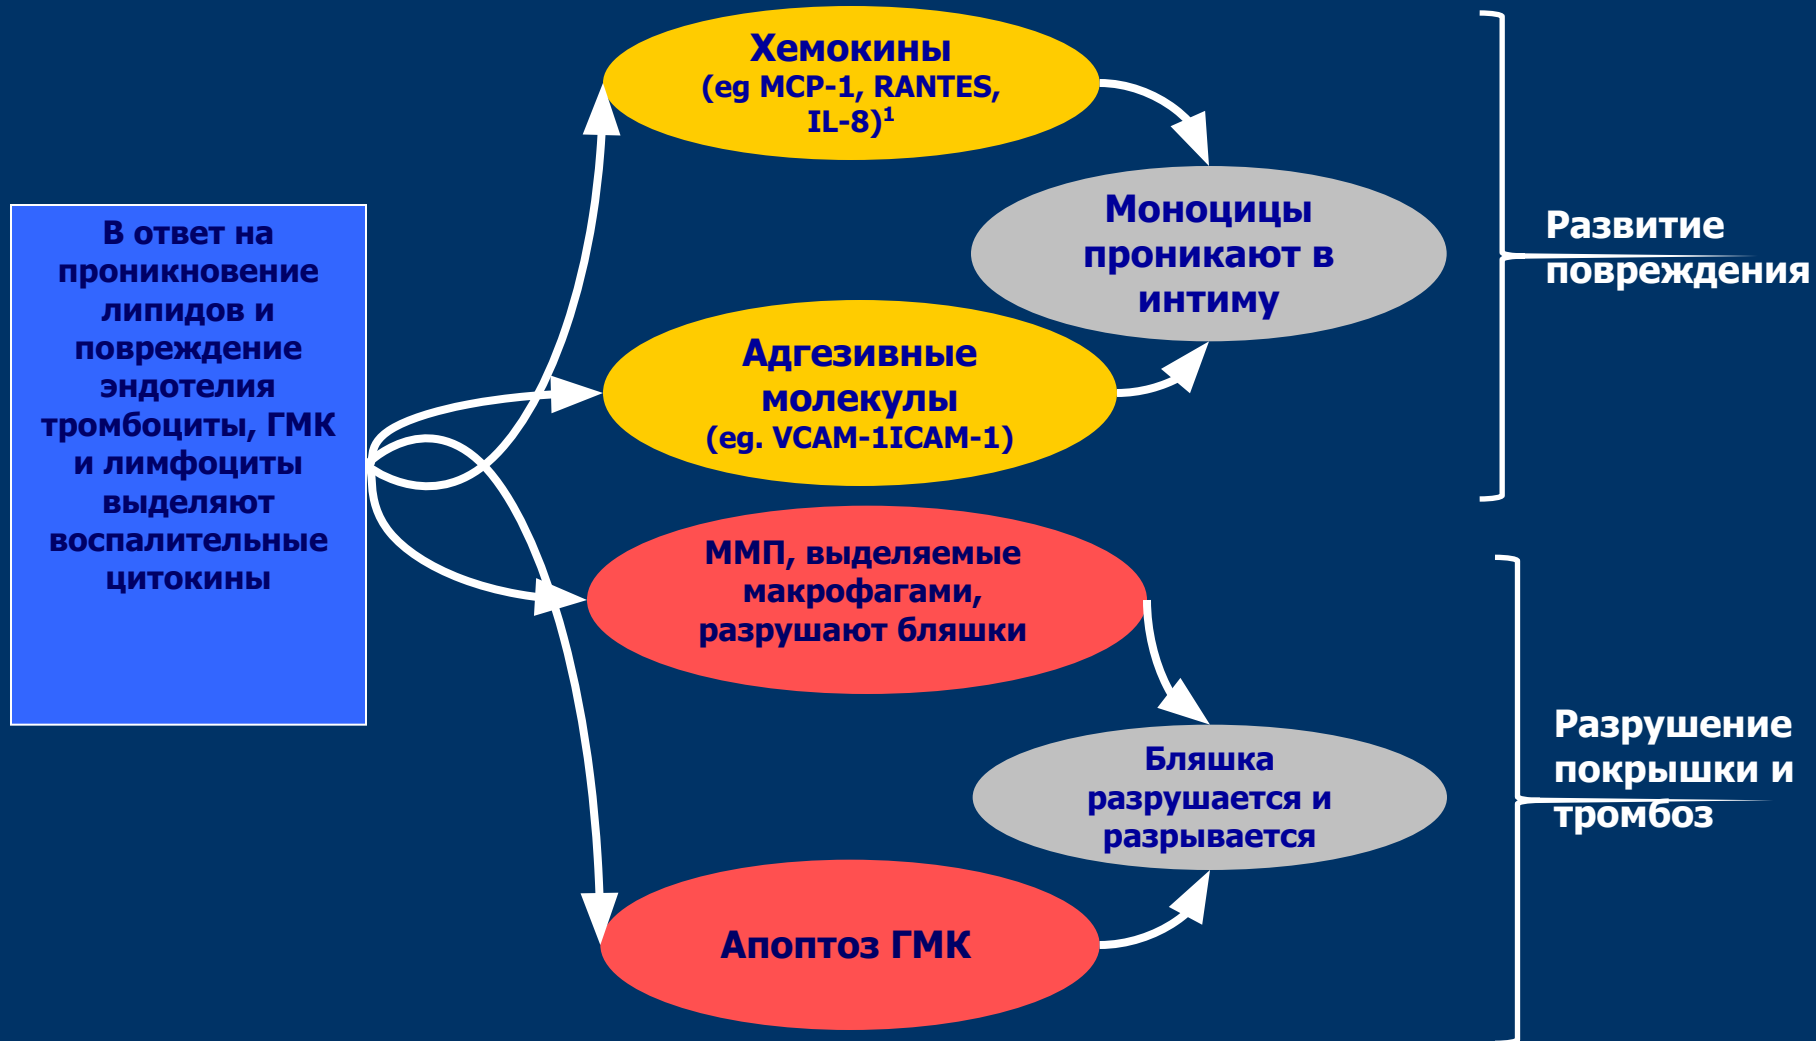 Хемокины
(eg MCP-1, RANTES,
IL-8)1
Моноцицы
проникают в
интиму
Развитие
повреждения
В ответ на
проникновение
липидов и
повреждение
эндотелия
тромбоциты, ГМК
и лимфоциты
выделяют
воспалительные
цитокины
Адгезивные
молекулы
(eg. VCAM-1ICAM-1)
ММП, выделяемые
макрофагами,
разрушают бляшки
Бляшка
разрушается и
разрывается
Разрушение
покрышки и
тромбоз
Апоптоз ГМК